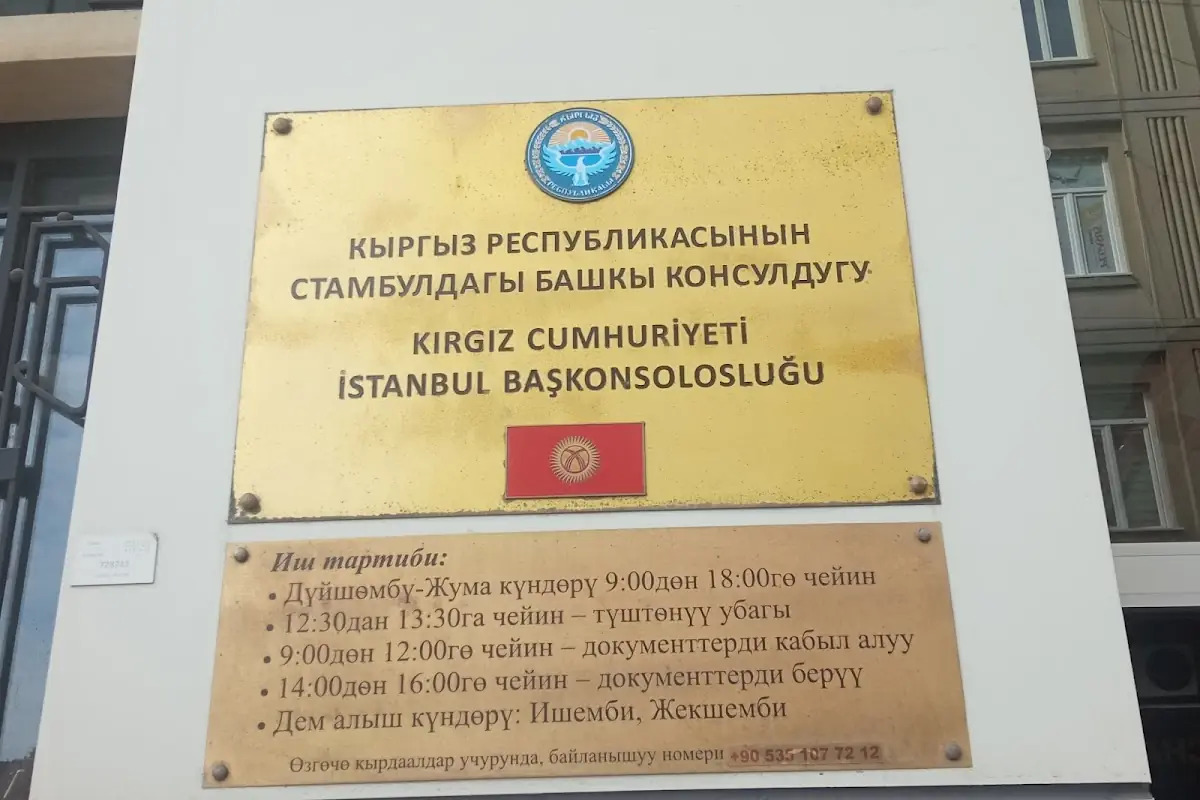 КЫРГЫЗ
РЕСПУБЛИКАСЫ
КЫРГЫЗ РЕСПУБЛИКАСЫНЫН
СТАМБУЛДАГЫ БАШКЫ КОНСУЛДУГУ
KIRGIZ CUMHURİYETİ
İSTANBUL BAŞKONSOLOSLUĞU
Иш тартиби:
• Дүйшөмбү-Жума күндөрү 9:00дөн 18:00гө чейин
• 12:30дан 13:30га чейин – түштөнүү убагы
• 9:00дөн 12:00гө чейин – документтерди кабыл алуу
• 14:00дөн 16:00гө чейин – документтерди берүү
• Дем алыш күндөрү: Ишемби, Жекшемби
Өзгөчө кырдаалдар учурунда, байланышуу номери +90 535 107 72 12